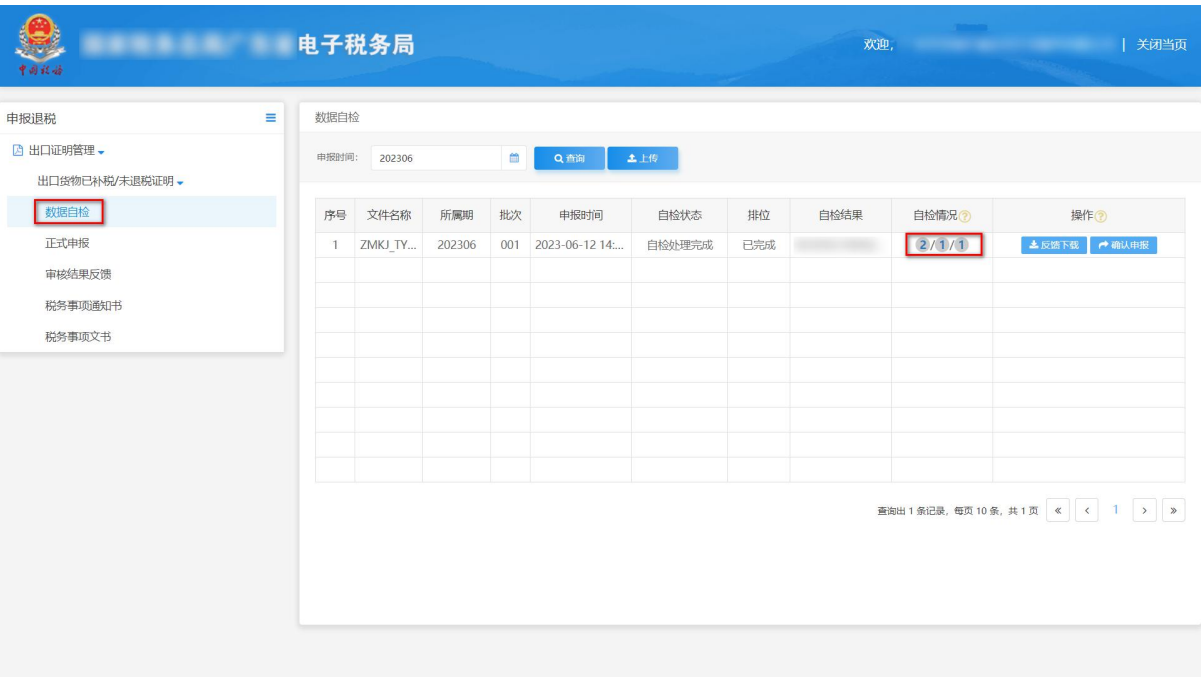 电子税务局
欢迎,
| 关闭当页
中国税务
申报退税
出口证明管理
出口货物已补税/未退税证明
数据自检
正式申报
审核结果反馈
税务事项通知书
税务事项文书
数据自检
申报时间: 202306 查询 上传
序号 文件名称 所属期 批次 申报时间 自检状态 排位 自检结果 自检情况? 操作?
1 ZMKJ_TY... 202306 001 2023-06-12 14:... 自检处理完成 已完成 2/1/1 反馈下载 确认申报
查询出 1 条记录, 每页 10 条, 共 1 页 « ‹ 1 › »